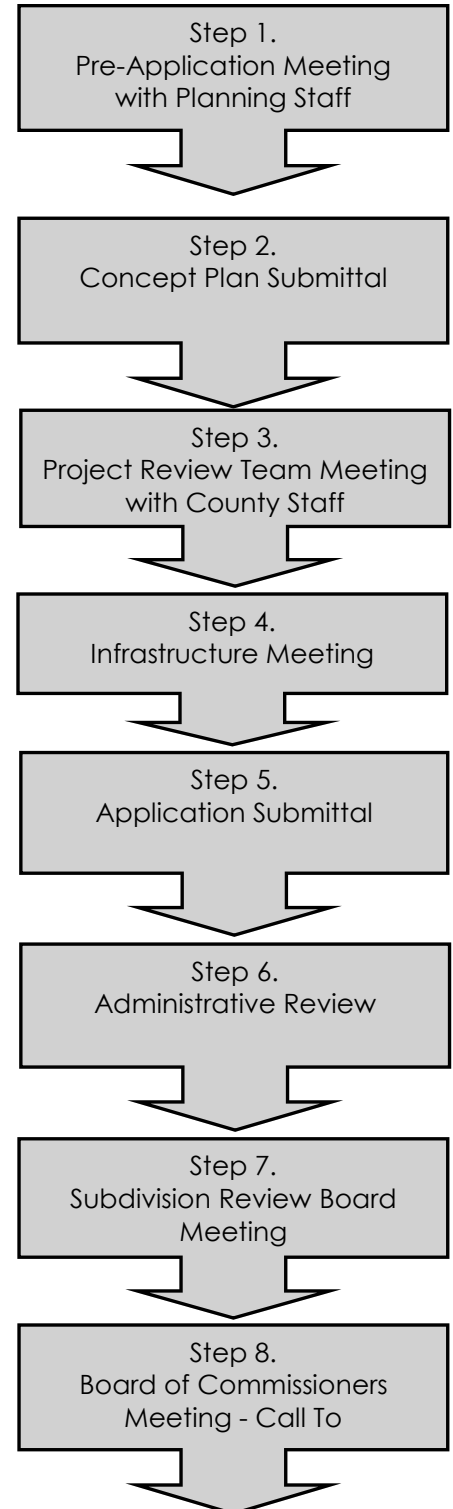 Step 1.
Pre-Application Meeting
with Planning Staff
Step 2.
Concept Plan Submittal
Step 3.
Project Review Team Meeting
with County Staff
Step 4.
Infrastructure Meeting
Step 5.
Application Submittal
Step 6.
Administrative Review
Step 7.
Subdivision Review Board
Meeting
Step 8.
Board of Commissioners
Meeting - Call To